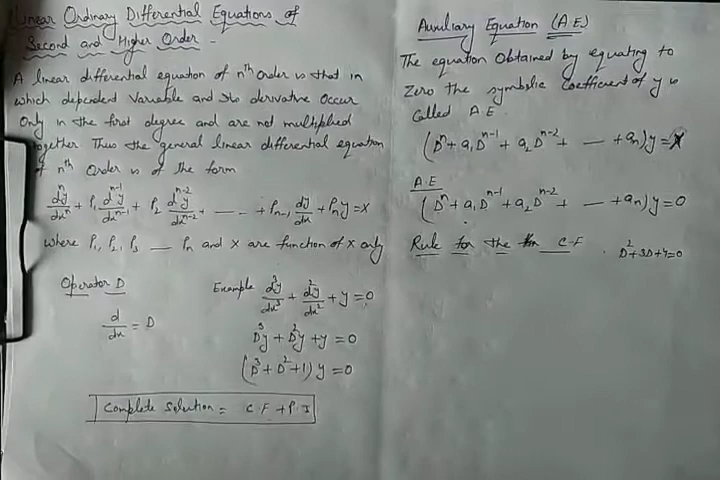 Linear Ordinary Differential Equations of
Second and Higher Order -
A linear differential equation of nth order is that in
which dependent variable and its derivative occur
only in the first degree and are not multiplied
together Thus the general linear differential equation
of nth order is of the form
dⁿy/dxⁿ + P₁ dⁿ⁻¹y/dxⁿ⁻¹ + P₂ dⁿ⁻²y/dxⁿ⁻² + - - - + Pₙ₋₁ dy/dx + Pₙy = X
where P₁, P₂, P₃ — Pₙ and X are function of x only
Operator D
d/dx = D
Example d³y/dx³ + d²y/dx² + y = 0
D³y + D²y + y = 0
(D³ + D² + 1) y = 0
Complete solution = C.F + P.I
Auxiliary Equation (A.E)
The equation obtained by equating to
zero the symbolic coefficient of y is
called A.E.
(Dⁿ + a₁Dⁿ⁻¹ + a₂Dⁿ⁻² + — + aₙ)y = X
A.E
(Dⁿ + a₁Dⁿ⁻¹ + a₂Dⁿ⁻² + — + aₙ)y = 0
Rule for the C.F
D² + 3D + 4 = 0